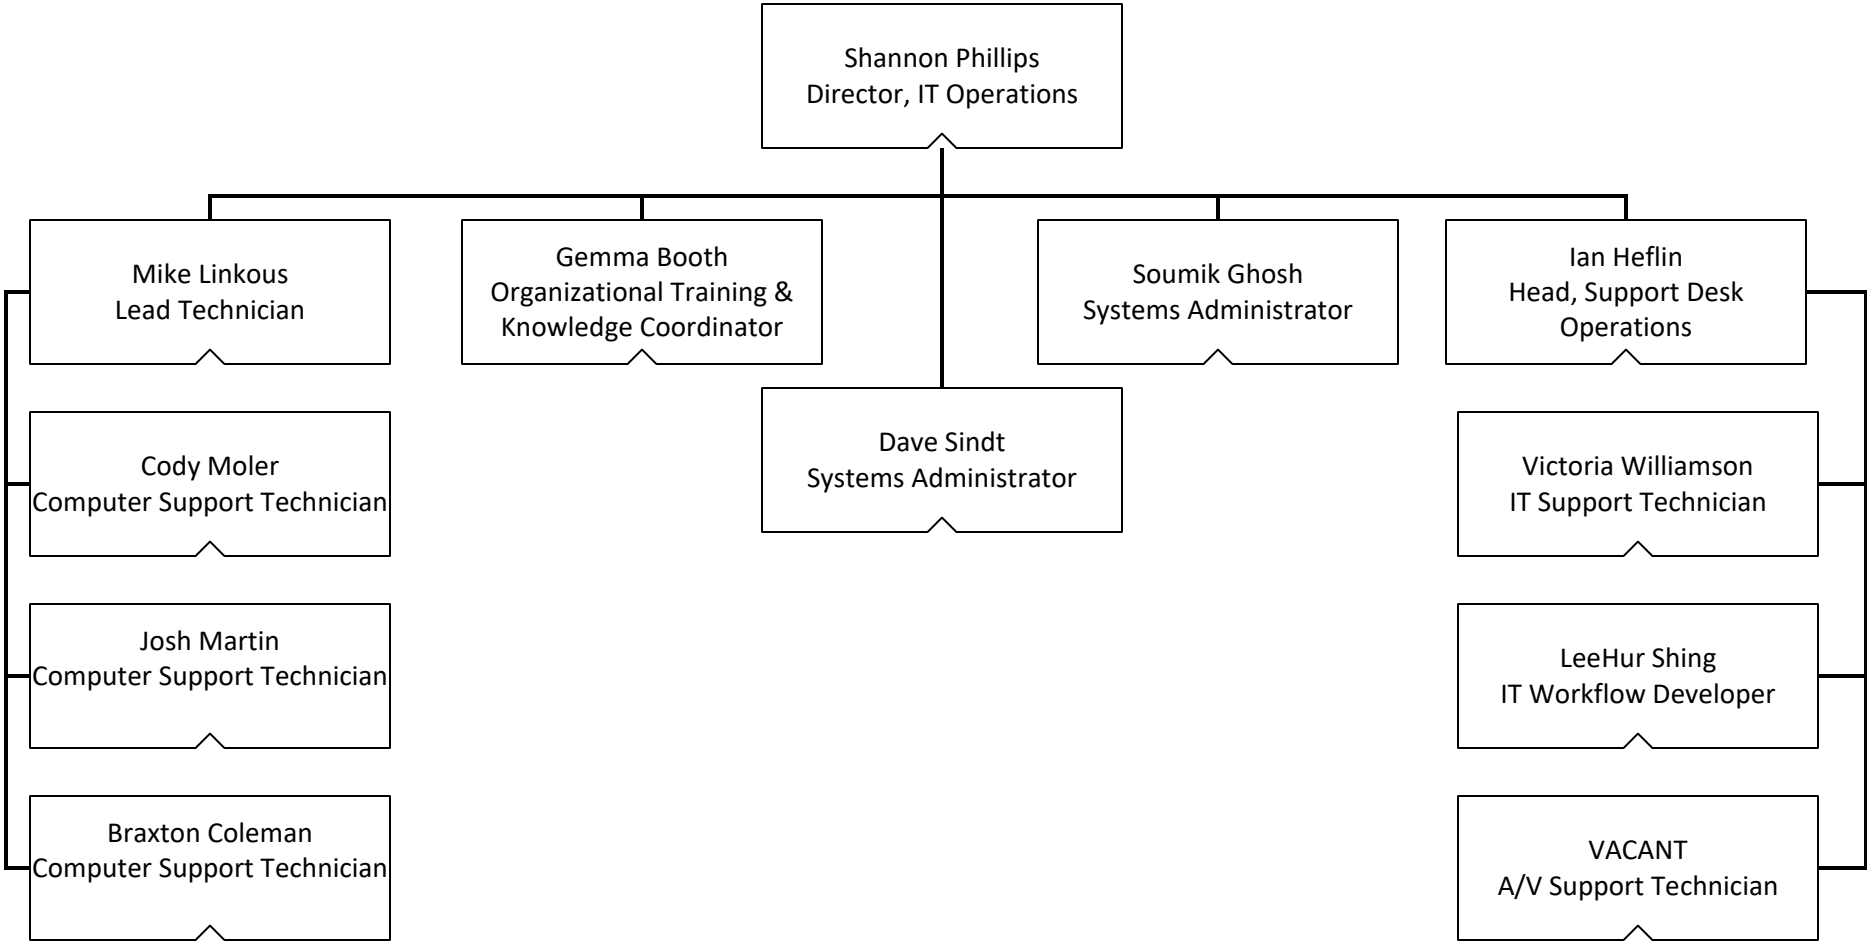 Shannon Phillips
Director, IT Operations
Mike Linkous
Lead Technician
Gemma Booth
Organizational Training &
Knowledge Coordinator
Soumik Ghosh
Systems Administrator
Ian Heflin
Head, Support Desk
Operations
Dave Sindt
Systems Administrator
Cody Moler
Computer Support Technician
Josh Martin
Computer Support Technician
Braxton Coleman
Computer Support Technician
Victoria Williamson
IT Support Technician
LeeHur Shing
IT Workflow Developer
VACANT
A/V Support Technician